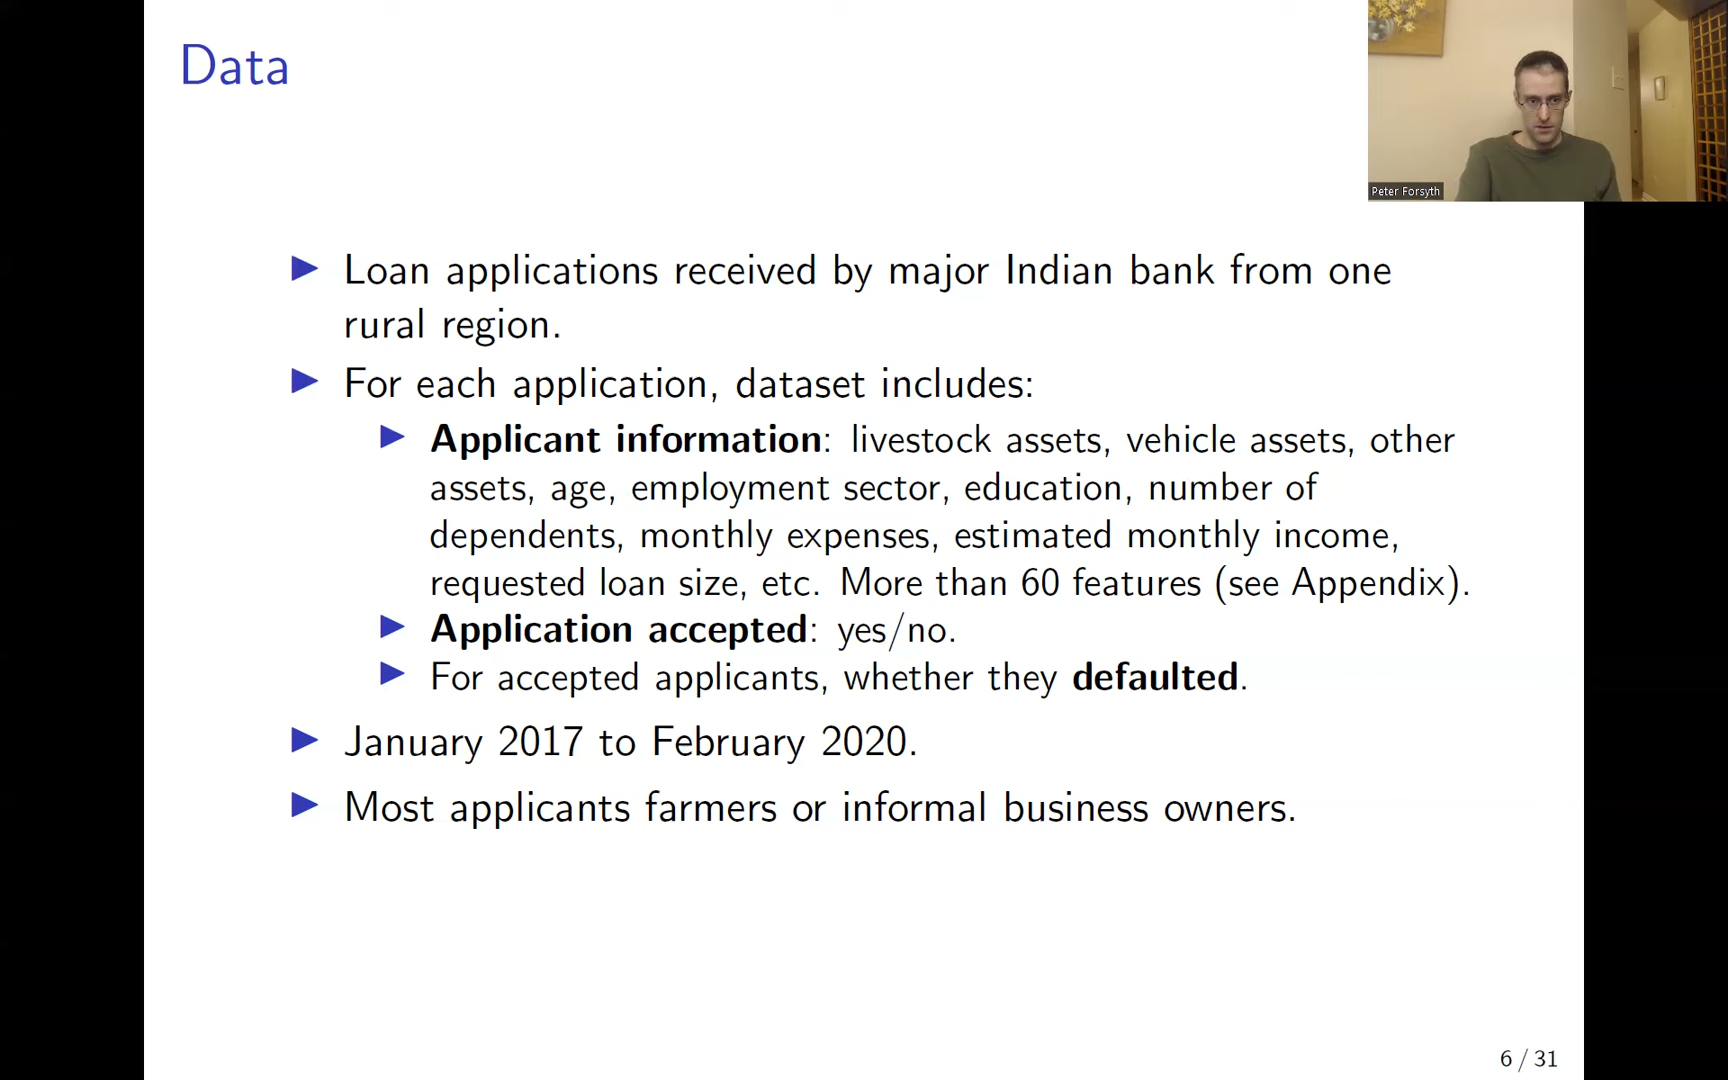 Data
Peter Forsyth
Loan applications received by major Indian bank from one
rural region.
For each application, dataset includes:
Applicant information: livestock assets, vehicle assets, other
assets, age, employment sector, education, number of
dependents, monthly expenses, estimated monthly income,
requested loan size, etc. More than 60 features (see Appendix).
Application accepted: yes/no.
For accepted applicants, whether they defaulted.
January 2017 to February 2020.
Most applicants farmers or informal business owners.
6 / 31